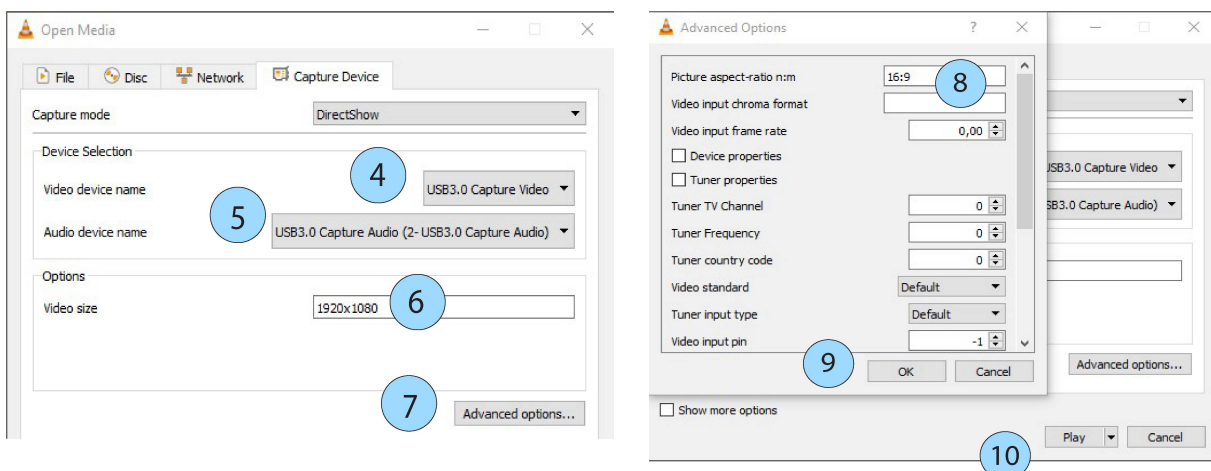 Open Media
File Disc Network Capture Device
Capture mode DirectShow
Device Selection
4
Video device name USB3.0 Capture Video
5
Audio device name USB3.0 Capture Audio (2- USB3.0 Capture Audio)
Options
Video size 1920x1080 6
7 Advanced options...
Advanced Options ?
Picture aspect-ratio n:m 16:9 8
Video input chroma format
Video input frame rate 0,00
Device properties
Tuner properties
Tuner TV Channel 0
Tuner Frequency 0
Tuner country code 0
Video standard Default
Tuner input type Default
Video input pin -1
9 OK Cancel
USB3.0 Capture Video
SB3.0 Capture Audio)
Advanced options...
Show more options
10 Play Cancel